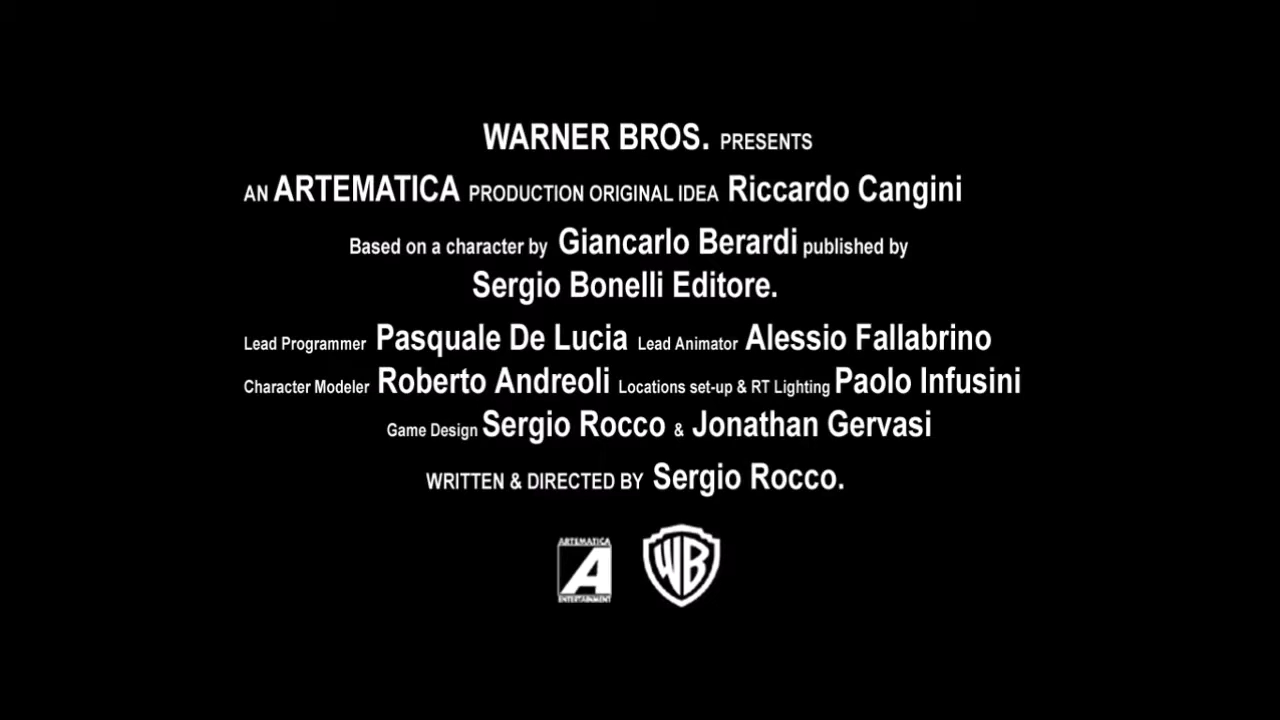 WARNER BROS. PRESENTS
AN ARTEMATICA PRODUCTION ORIGINAL IDEA Riccardo Cangini
Based on a character by Giancarlo Berardi published by
Sergio Bonelli Editore.
Lead Programmer Pasquale De Lucia Lead Animator Alessio Fallabrino
Character Modeler Roberto Andreoli Locations set-up & RT Lighting Paolo Infusini
Game Design Sergio Rocco & Jonathan Gervasi
WRITTEN & DIRECTED BY Sergio Rocco.
ARTEMATICA
A
ENTERTAINMENT
WB